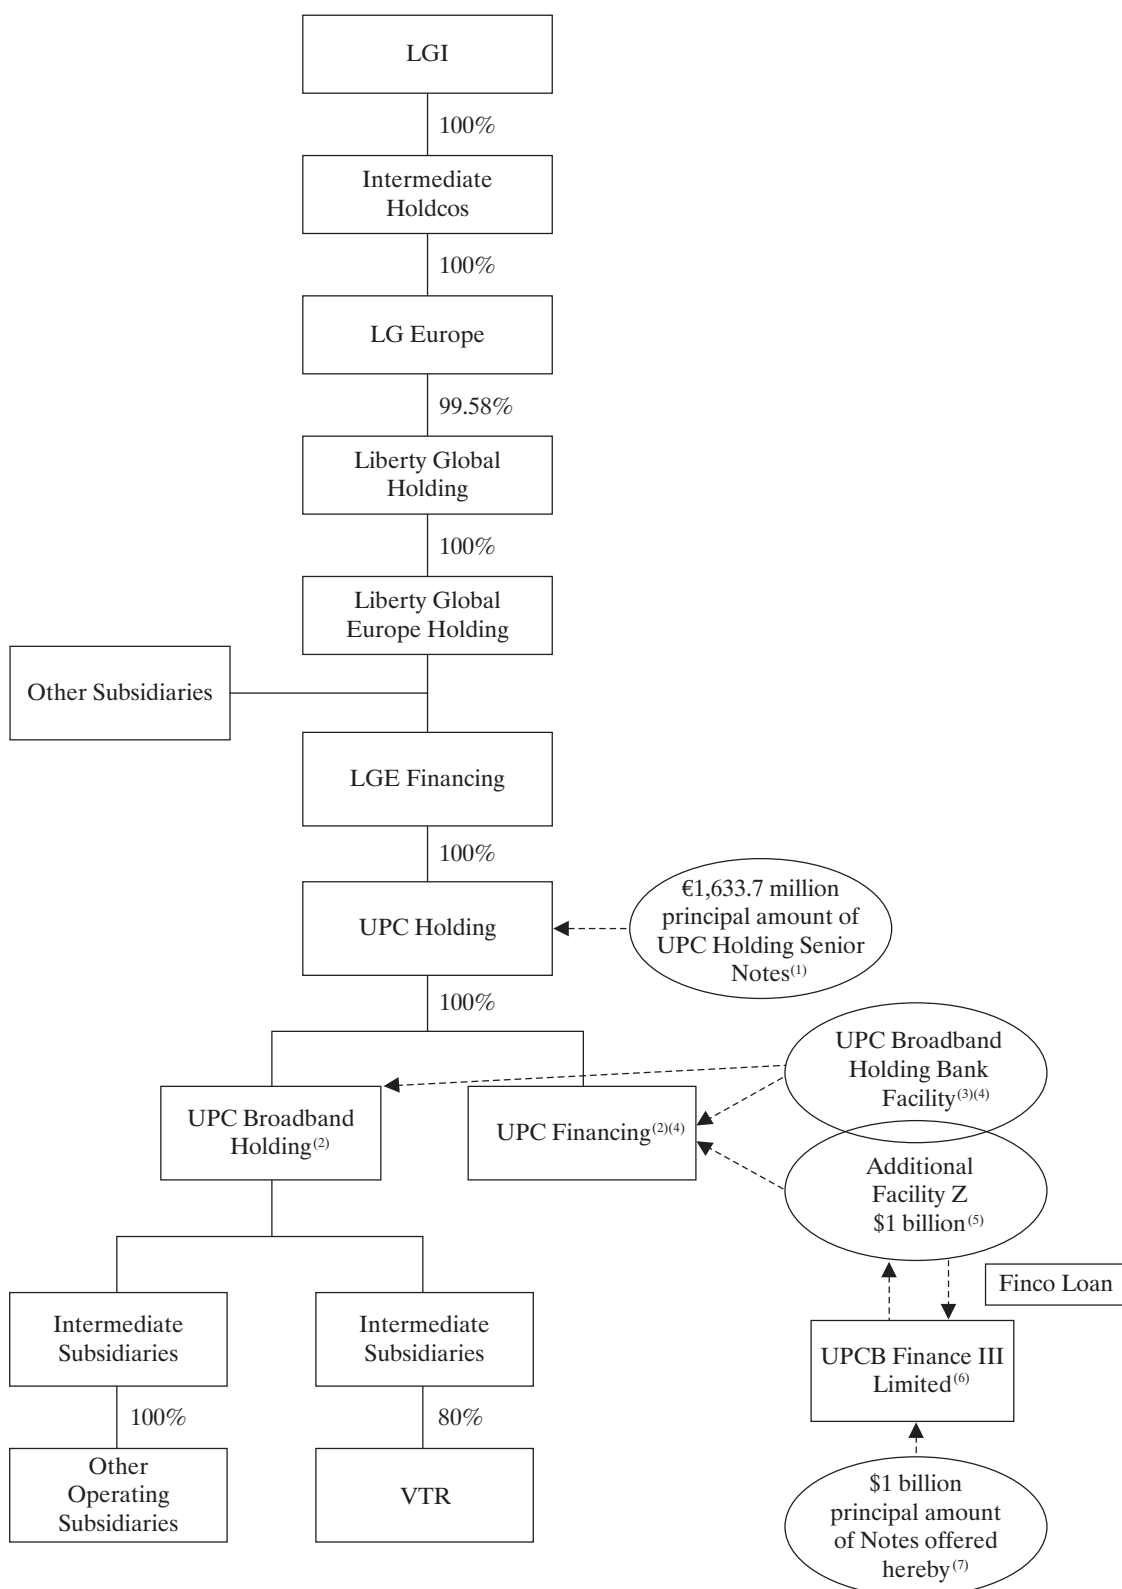 LGI
100%
Intermediate
Holdcos
100%
LG Europe
99.58%
Liberty Global
Holding
100%
Liberty Global
Europe Holding
Other Subsidiaries
LGE Financing
100%
UPC Holding
€1,633.7 million
principal amount of
UPC Holding Senior
Notes(1)
100%
UPC Broadband
Holding Bank
Facility(3)(4)
UPC Broadband
Holding(2)
UPC Financing(2)(4)
Additional
Facility Z
$1 billion(5)
Finco Loan
Intermediate
Subsidiaries
Intermediate
Subsidiaries
UPCB Finance III
Limited(6)
100%
80%
Other
Operating
Subsidiaries
VTR
$1 billion
principal amount
of Notes offered
hereby(7)